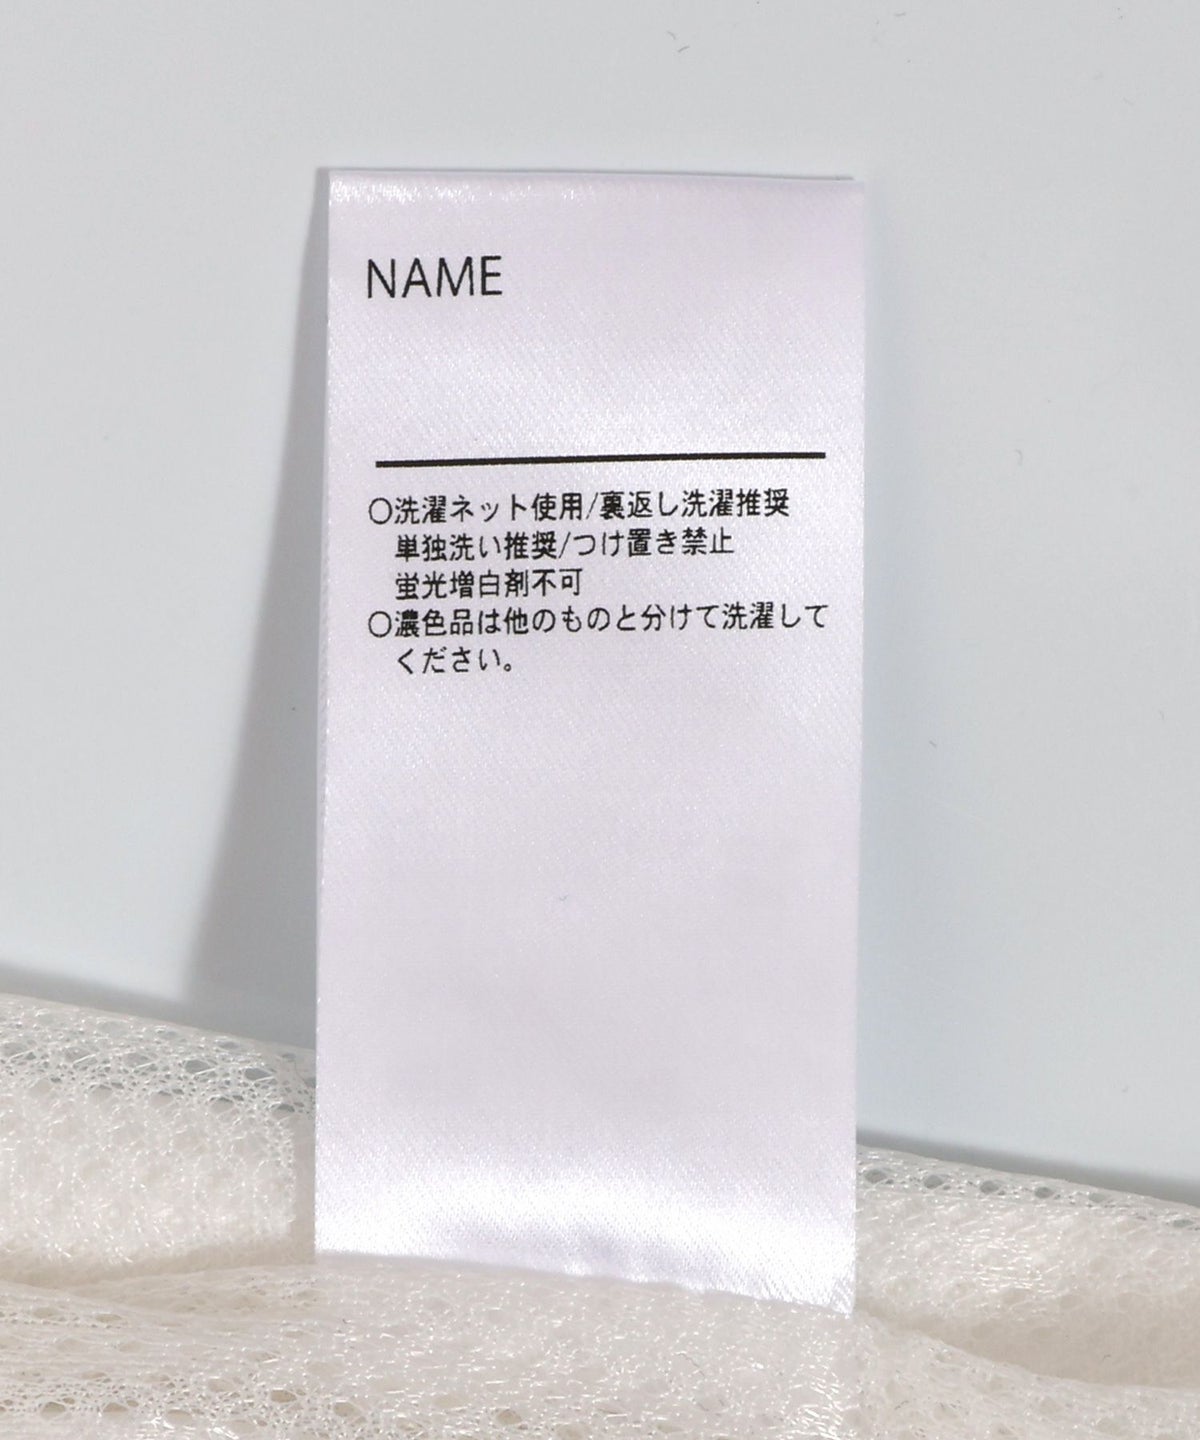 NAME
○洗濯ネット使用/裏返し洗濯推奨
単独洗い推奨/つけ置き禁止
蛍光増白剤不可
○濃色品は他のものと分けて洗濯して
ください。